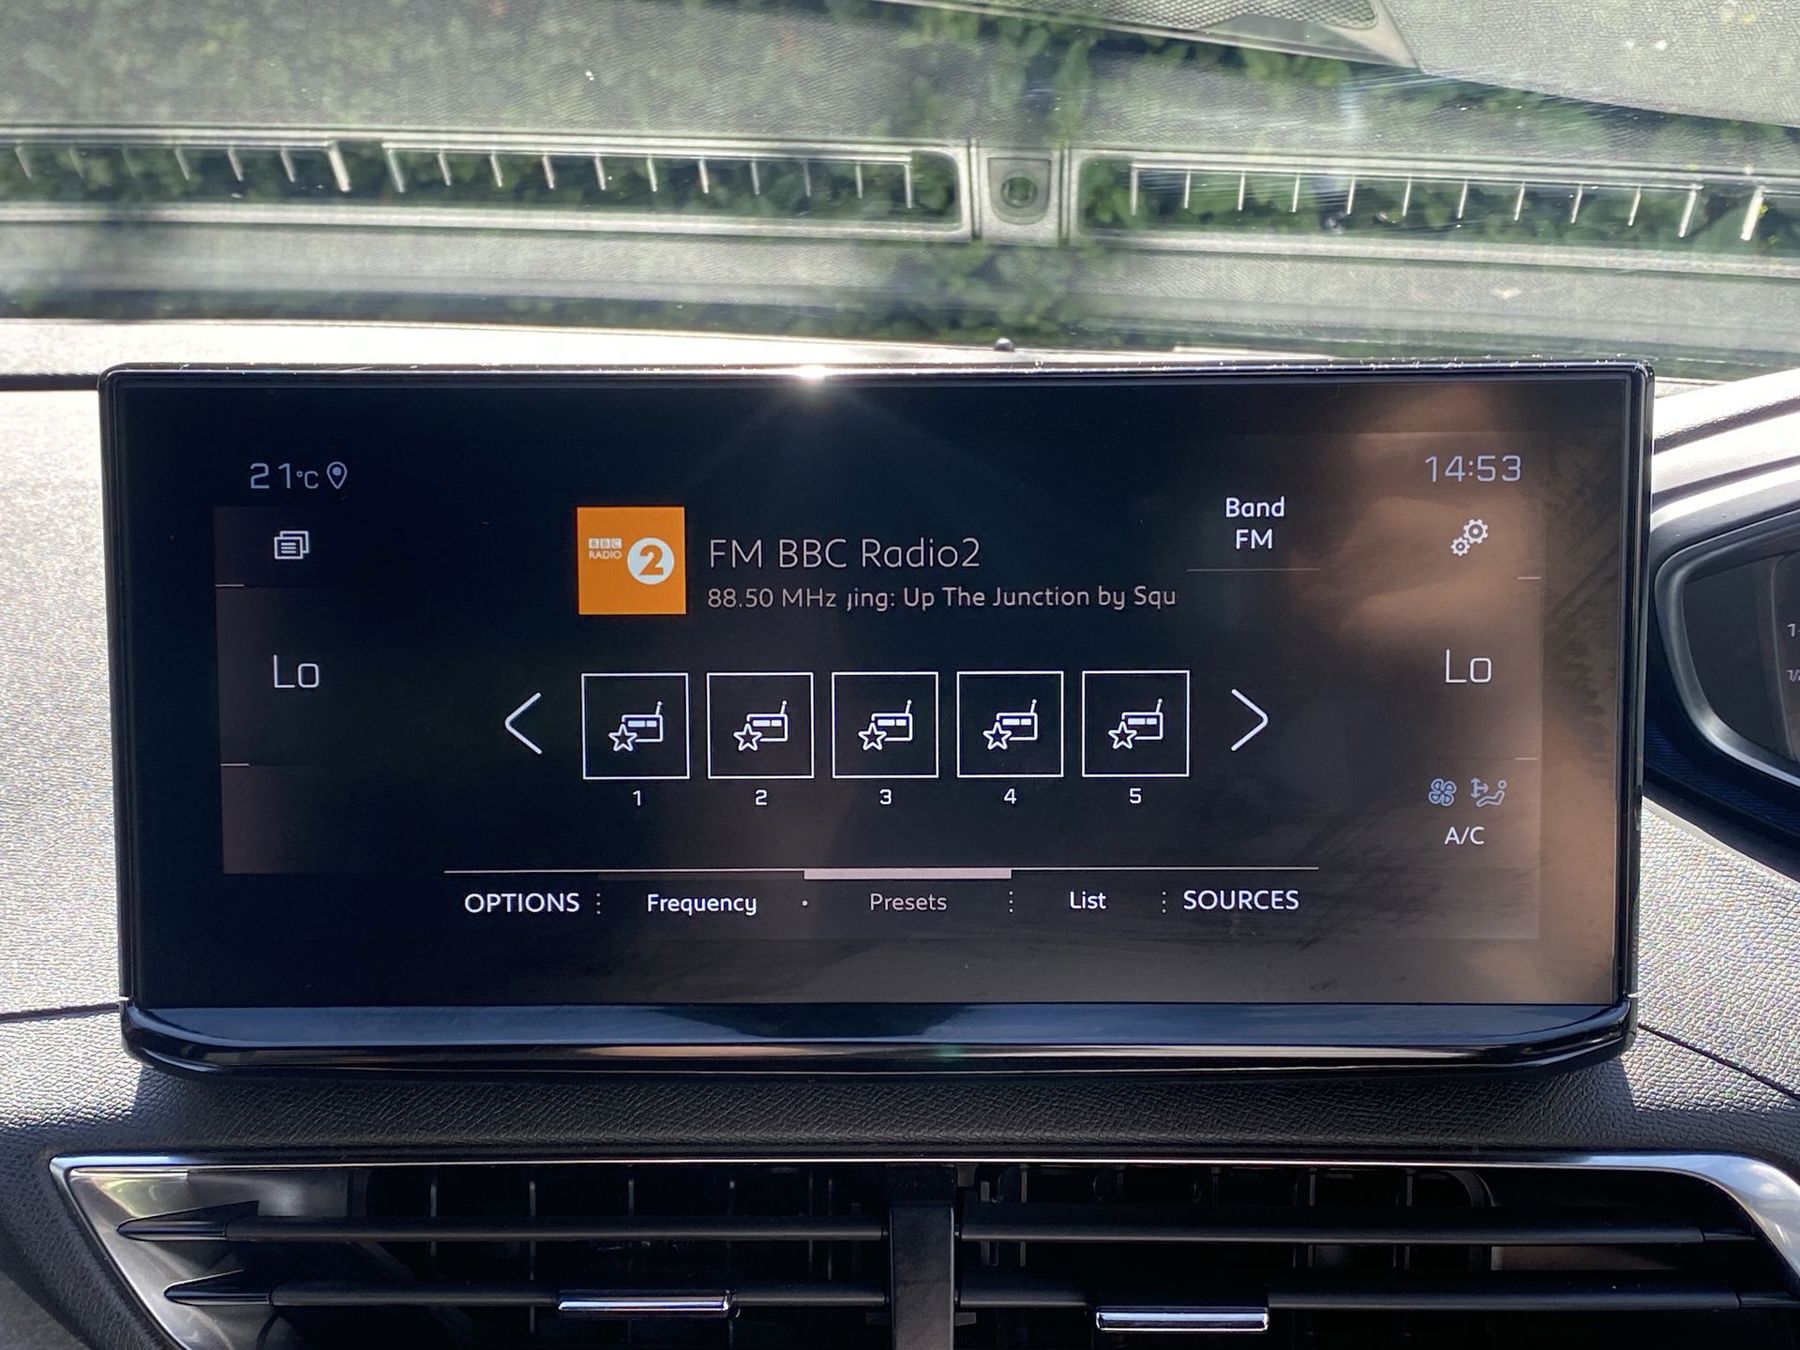 21°C
14:53
BBC
RADIO
2
FM BBC Radio2
88.50 MHz jing: Up The Junction by Squ
Band
FM
Lo
Lo
1
2
3
4
5
A/C
OPTIONS
Frequency
Presets
List
SOURCES